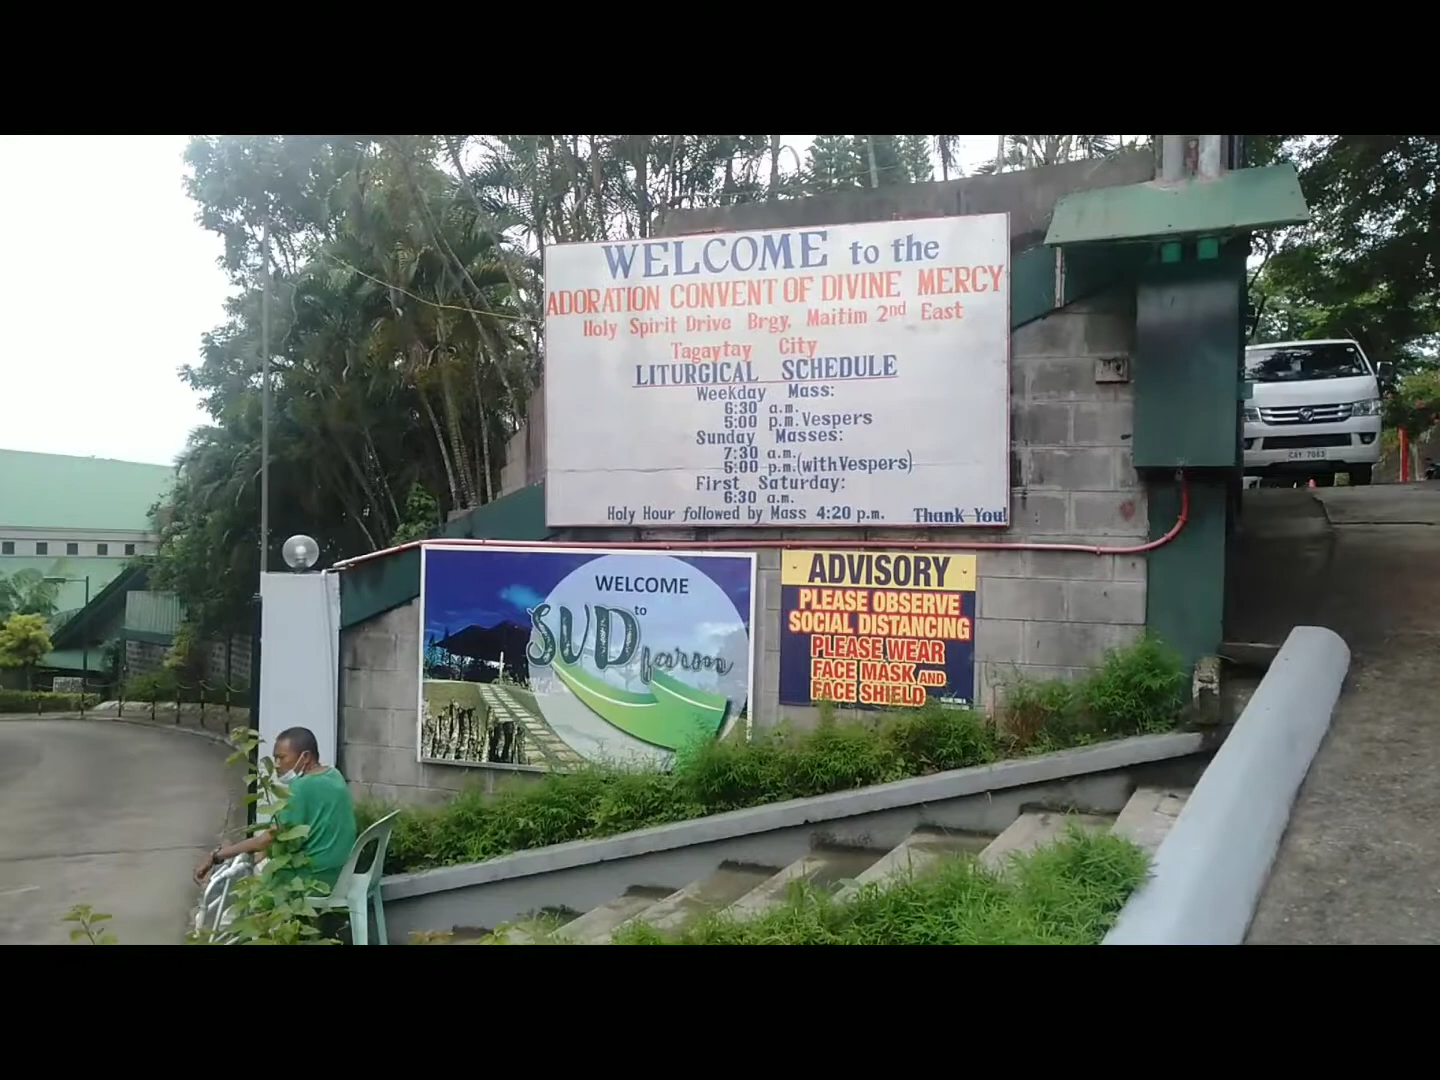 WELCOME to the
ADORATION CONVENT OF DIVINE MERCY
Holy Spirit Drive Brgy. Maitim 2nd East
Tagaytay City
LITURGICAL SCHEDULE
Weekday Mass:
6:30 a.m.
5:00 p.m. Vespers
Sunday Masses:
7:30 a.m.
5:00 p.m. (with Vespers)
First Saturday:
6:30 a.m.
Holy Hour followed by Mass 4:20 p.m. Thank You!
WELCOME
to
SVD farm
ADVISORY
PLEASE OBSERVE
SOCIAL DISTANCING
PLEASE WEAR
FACE MASK AND
FACE SHIELD